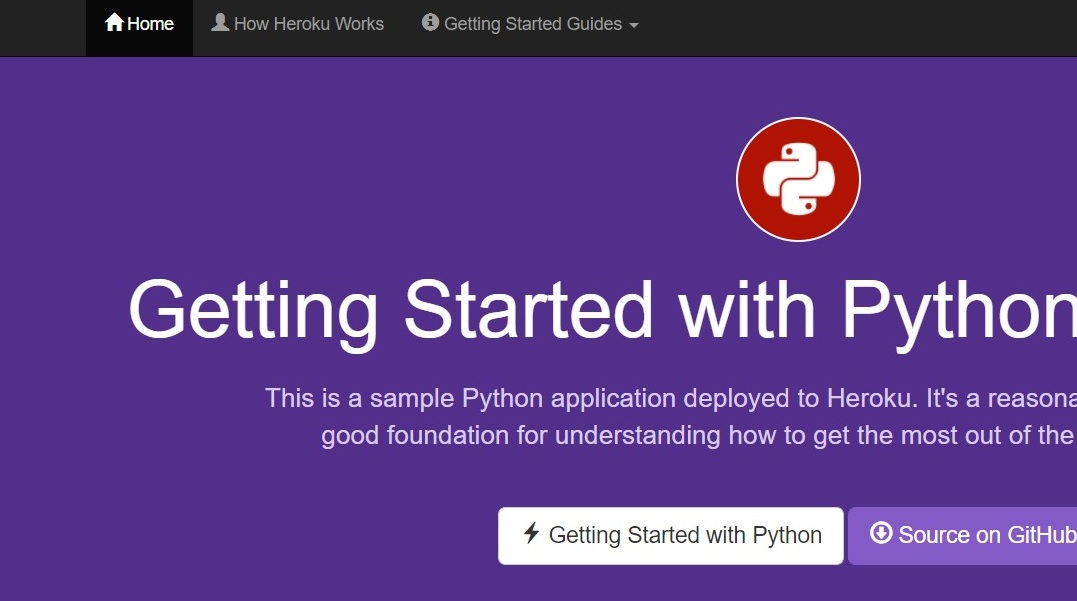 Home How Heroku Works Getting Started Guides
Getting Started with Python
This is a sample Python application deployed to Heroku. It's a reasona
good foundation for understanding how to get the most out of the
Getting Started with Python Source on GitHub